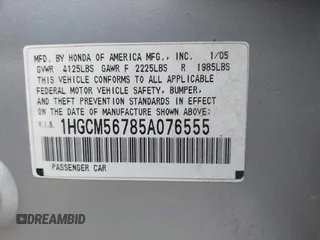 MFD. BY HONDA OF AMERICA MFG., INC. 1/05
GVWR 4125LBS GAWR F 2225LBS R 1985LBS
THIS VEHICLE CONFORMS TO ALL APPLICABLE
FEDERAL MOTOR VEHICLE SAFETY, BUMPER,
AND THEFT PREVENTION STANDARDS IN EFFECT
ON THE DATE OF MANUFACTURE SHOWN ABOVE.
V.I.N. 1HGCM56785A076555
PASSENGER CAR
DREAMBID